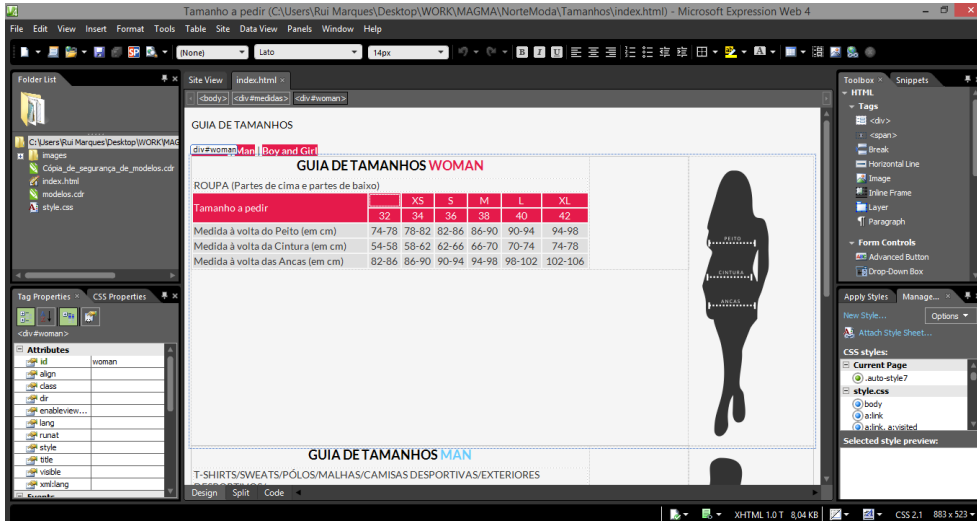 Tamanho a pedir (C:\Users\Rui Marques\Desktop\WORK\MAGMA\NorteModa\Tamanhos\index.html) - Microsoft Expression Web 4
File Edit View Insert Format Tools Table Site Data View Panels Window Help
(None) Lato 14px
Folder List
C:\Users\Rui Marques\Desktop\WORK\MAG
images
Cópia_de_segurança_de_modelos.cdr
index.html
modelos.cdr
style.css
Tag Properties × CSS Properties
<div#woman>
Attributes
id woman
align
class
dir
enableview...
lang
runat
style
title
visible
xml:lang
Events
Site View index.html ×
<body> <div#medidas> <div#woman>
GUIA DE TAMANHOS
div#woman Man | Boy and Girl
GUIA DE TAMANHOS WOMAN
ROUPA (Partes de cima e partes de baixo)
Tamanho a pedir XS S M L XL
32 34 36 38 40 42
Medida à volta do Peito (em cm) 74-78 78-82 82-86 86-90 90-94 94-98
Medida à volta da Cintura (em cm) 54-58 58-62 62-66 66-70 70-74 74-78
Medida à volta das Ancas (em cm) 82-86 86-90 90-94 94-98 98-102 102-106
PEITO
CINTURA
ANCAS
GUIA DE TAMANHOS MAN
T-SHIRTS/SWEATS/PÓLOS/MALHAS/CAMISAS DESPORTIVAS/EXTERIORES
Design Split Code
Toolbox × Snippets
HTML
Tags
<div>
<span>
Break
Horizontal Line
Image
Inline Frame
Layer
Paragraph
Form Controls
Advanced Button
Drop-Down Box
Apply Styles Manage... ×
New Style... Options
Attach Style Sheet...
CSS styles:
Current Page
.auto-style7
style.css
body
a:link
a:link, a:visited
Selected style preview:
XHTML 1.0 T 8,04 KB CSS 2.1 883 x 523